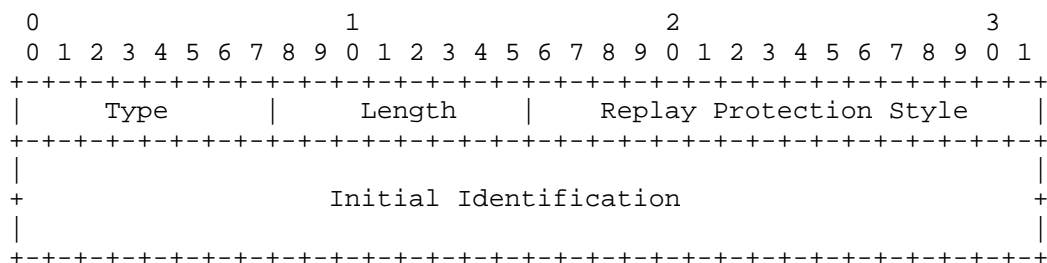 0                   1                   2                   3
 0 1 2 3 4 5 6 7 8 9 0 1 2 3 4 5 6 7 8 9 0 1 2 3 4 5 6 7 8 9 0 1
+-+-+-+-+-+-+-+-+-+-+-+-+-+-+-+-+-+-+-+-+-+-+-+-+-+-+-+-+-+-+-+-+
|     Type      |     Length    |    Replay Protection Style    |
+-+-+-+-+-+-+-+-+-+-+-+-+-+-+-+-+-+-+-+-+-+-+-+-+-+-+-+-+-+-+-+-+
|                                                               |
+                   Initial Identification                      +
|                                                               |
+-+-+-+-+-+-+-+-+-+-+-+-+-+-+-+-+-+-+-+-+-+-+-+-+-+-+-+-+-+-+-+-+